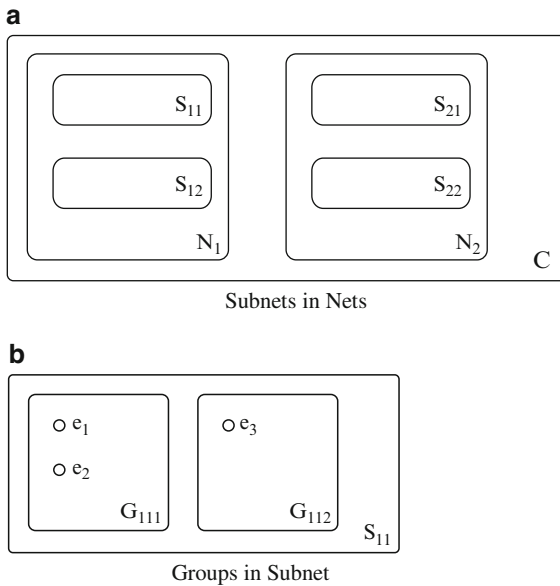 a
S11
S21
S12
S22
N1
N2
C
Subnets in Nets
b
e1
e3
e2
G111
G112
S11
Groups in Subnet